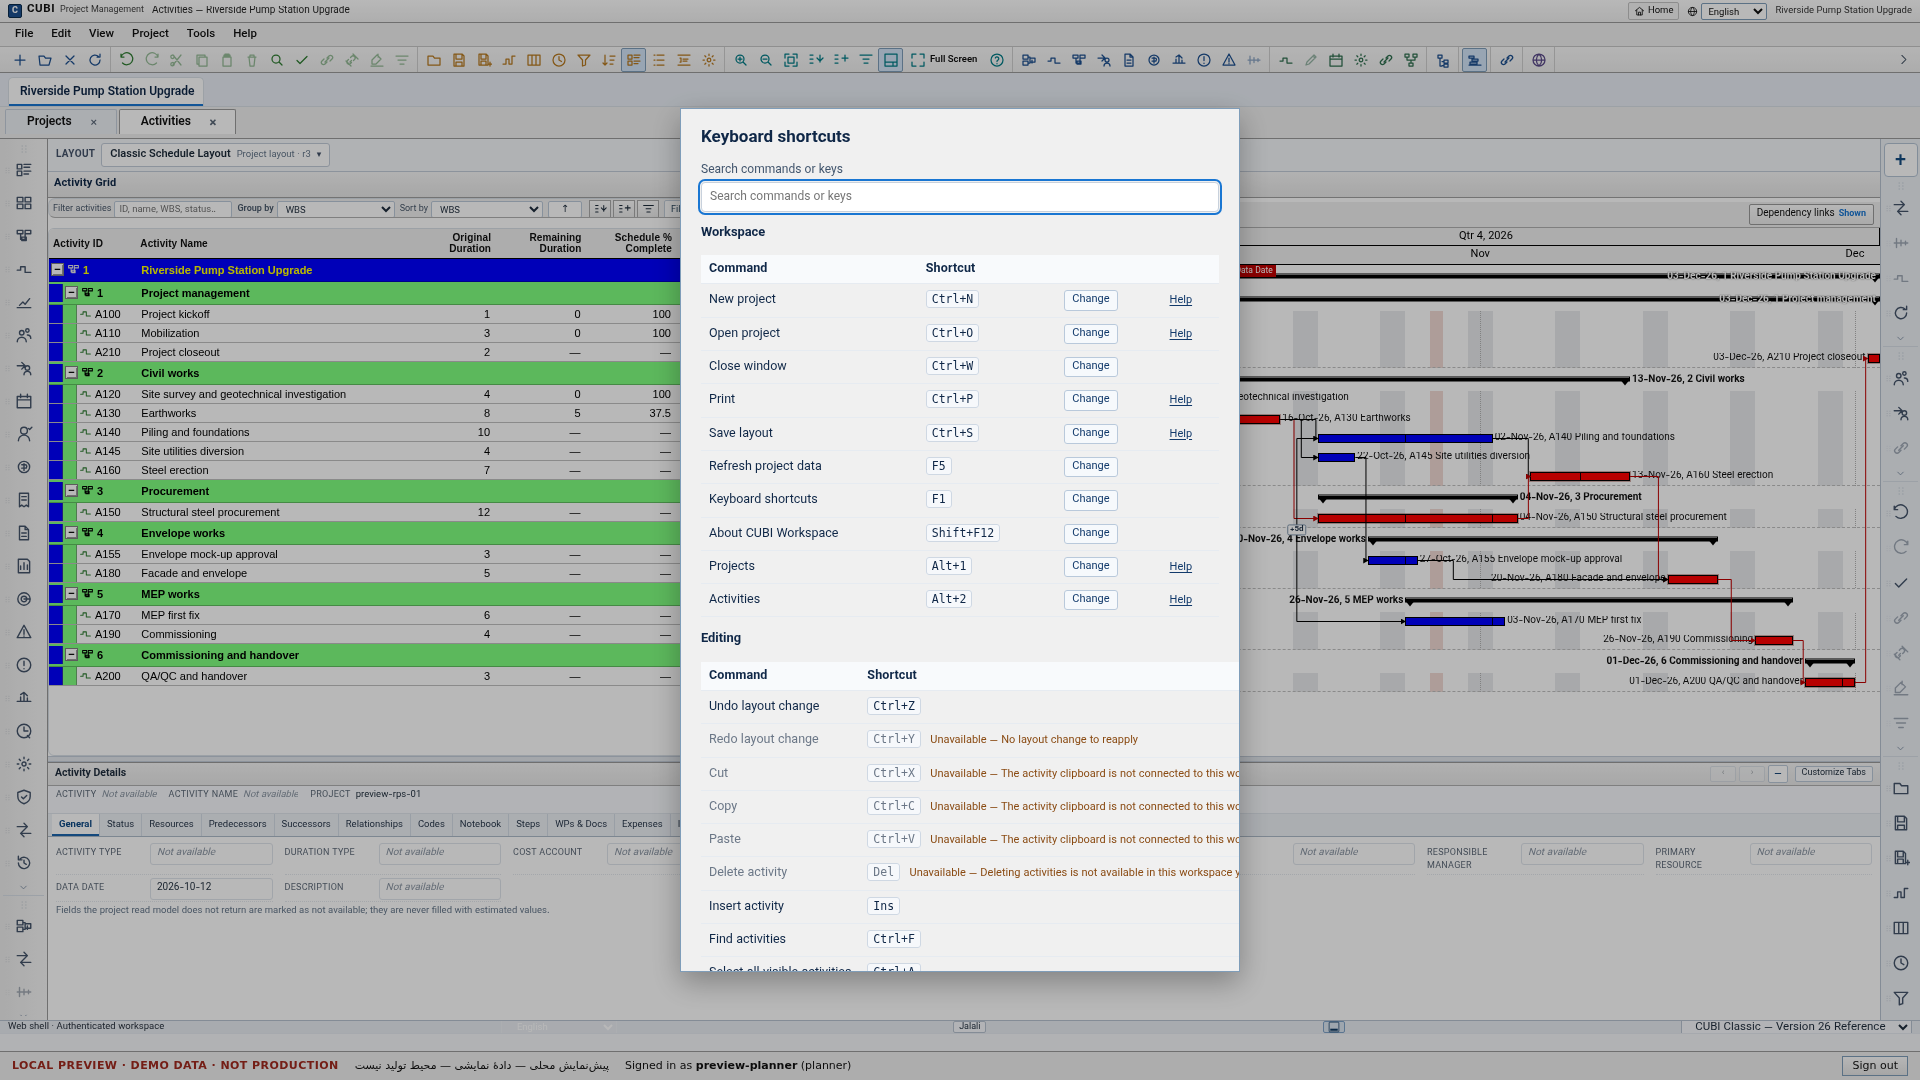 CUBI Project Management Activities — Riverside Pump Station Upgrade
Home English Riverside Pump Station Upgrade
File Edit View Project Tools Help
Full Screen
Riverside Pump Station Upgrade
Projects × Activities ×
LAYOUT Classic Schedule Layout Project layout · r3
Activity Grid
Filter activities ID, name, WBS, status.. Group by WBS Sort by WBS
Dependency links Shown
Activity ID Activity Name Original Duration Remaining Duration Schedule % Complete
Qtr 4, 2026
Nov Dec
1 Riverside Pump Station Upgrade
1 Project management
A100 Project kickoff 1 0 100
A110 Mobilization 3 0 100
A210 Project closeout 2 — —
2 Civil works
A120 Site survey and geotechnical investigation 4 0 100
A130 Earthworks 8 5 37.5
A140 Piling and foundations 10 — —
A145 Site utilities diversion 4 — —
A160 Steel erection 7 — —
3 Procurement
A150 Structural steel procurement 12 — —
4 Envelope works
A155 Envelope mock-up approval 3 — —
A180 Facade and envelope 5 — —
5 MEP works
A170 MEP first fix 6 — —
A190 Commissioning 4 — —
6 Commissioning and handover
A200 QA/QC and handover 3 — —
Keyboard shortcuts
Search commands or keys
Search commands or keys
Workspace
Command Shortcut
New project Ctrl+N Change Help
Open project Ctrl+O Change Help
Close window Ctrl+W Change
Print Ctrl+P Change Help
Save layout Ctrl+S Change Help
Refresh project data F5 Change
Keyboard shortcuts F1 Change
About CUBI Workspace Shift+F12 Change
Projects Alt+1 Change Help
Activities Alt+2 Change Help
Editing
Command Shortcut
Undo layout change Ctrl+Z
Redo layout change Ctrl+Y Unavailable — No layout change to reapply
Cut Ctrl+X Unavailable — The activity clipboard is not connected to this
Copy Ctrl+C Unavailable — The activity clipboard is not connected to this
Paste Ctrl+V Unavailable — The activity clipboard is not connected to this
Delete activity Del Unavailable — Deleting activities is not available in this workspace
Insert activity Ins
Find activities Ctrl+F
Select all visible activities Ctrl+A
Data Date
03-Dec-26, 1 Riverside Pump Station Upgrade
03-Dec-26, 1 Project management
03-Dec-26, A210 Project closeout
13-Nov-26, 2 Civil works
investigation
16-Oct-26, A130 Earthworks
02-Nov-26, A140 Piling and foundations
22-Oct-26, A145 Site utilities diversion
13-Nov-26, A160 Steel erection
04-Nov-26, 3 Procurement
04-Nov-26, A150 Structural steel procurement
+5d
4 Envelope works
27-Oct-26, A155 Envelope mock-up approval
20-Nov-26, A180 Facade and envelope
26-Nov-26, 5 MEP works
03-Nov-26, A170 MEP first fix
26-Nov-26, A190 Commissioning
01-Dec-26, 6 Commissioning and handover
01-Dec-26, A200 QA/QC and handover
Activity Details Customize Tabs
ACTIVITY Not available ACTIVITY NAME Not available PROJECT preview-rps-01
General Status Resources Predecessors Successors Relationships Codes Notebook Steps WPs & Docs Expenses
ACTIVITY TYPE Not available DURATION TYPE Not available COST ACCOUNT Not available Not available RESPONSIBLE MANAGER Not available PRIMARY RESOURCE Not available
DATA DATE 2026-10-12 DESCRIPTION Not available
Fields the project read model does not return are marked as not available; they are never filled with estimated values.
Web shell · Authenticated workspace English Jalali CUBI Classic — Version 26 Reference
LOCAL PREVIEW · DEMO DATA · NOT PRODUCTION پیش‌نمایش محلی — دادهٔ نمایشی — محیط تولید نیست Signed in as preview-planner (planner) Sign out